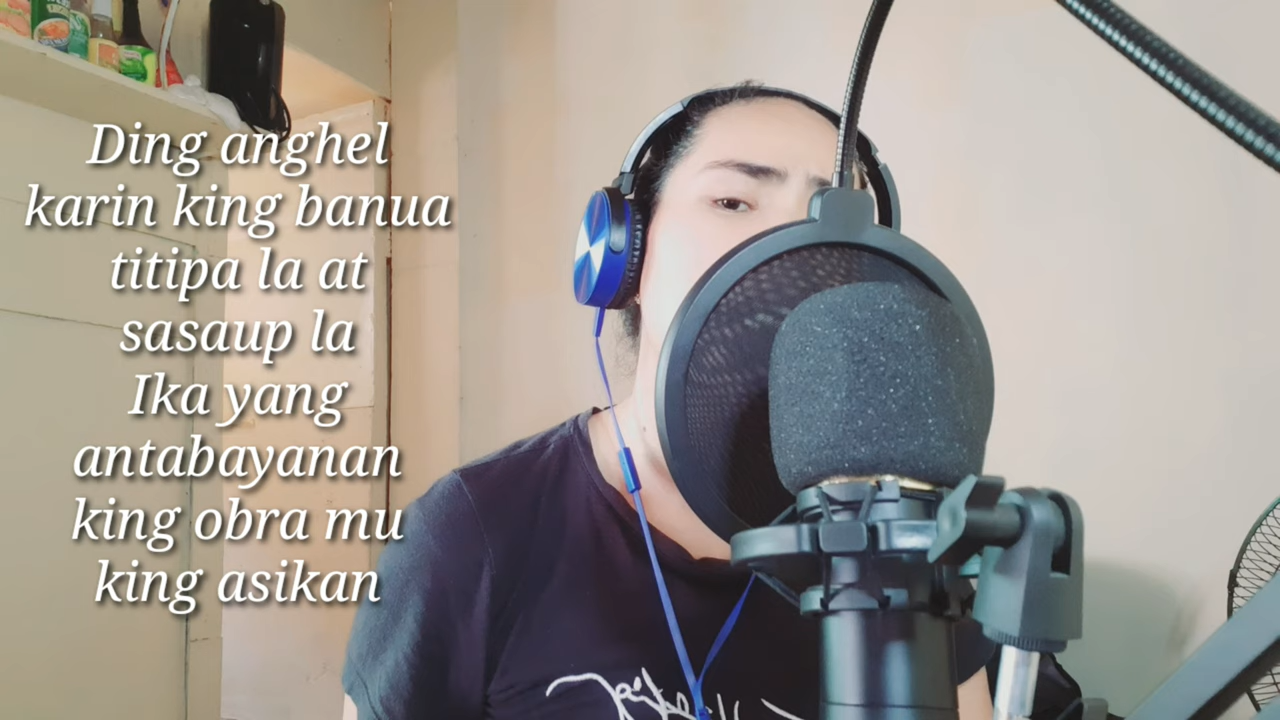 Ding anghel
karin king banua
titipa la at
sasaup la
Ika yang
antabayanan
king obra mu
king asikan